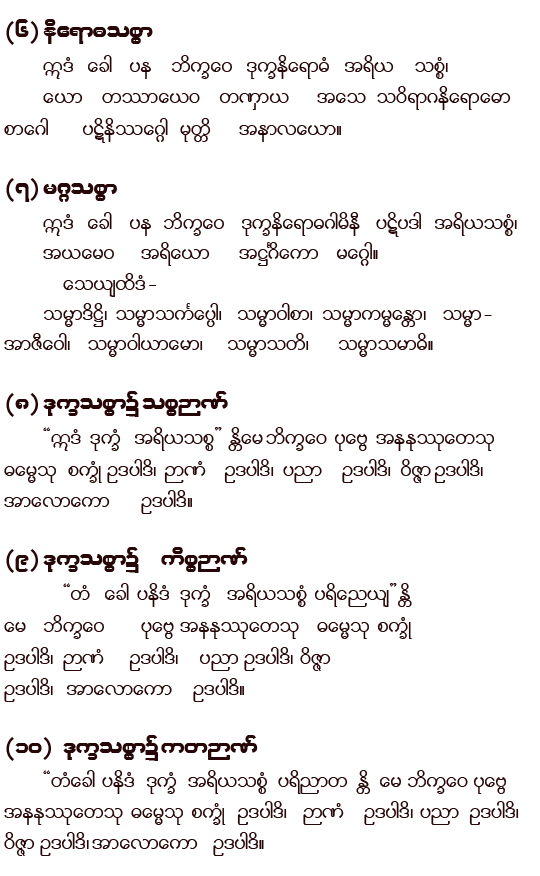 (၆) နိရောဓသစ္စာ
ဣဒံ ခေါ ပန ဘိက္ခဝေ ဒုက္ခနိရောဓံ အရိယ သစ္စံ၊
ယော တဿာယေဝ တဏှာယ အသေ သဝိရာဂနိရောဓော
စာဂေါ ပဋိနိဿဂ္ဂေါ မုတ္တိ အနာလယော။
(၇) မဂ္ဂသစ္စာ
ဣဒံ ခေါ ပန ဘိက္ခဝေ ဒုက္ခနိရောဓဂါမိနီ ပဋိပဒါ အရိယသစ္စံ၊
အယမေဝ အရိယော အဋ္ဌင်္ဂိကော မဂ္ဂေါ။
သေယျထိဒံ-
သမ္မာဒိဋ္ဌိ၊ သမ္မာသင်္ကပ္ပေါ၊ သမ္မာဝါစာ၊ သမ္မာကမ္မန္တော၊ သမ္မာ-
အာဇီဝေါ၊ သမ္မာဝါယာမော၊ သမ္မာသတိ၊ သမ္မာသမာဓိ။
(၈) ဒုက္ခသစ္စာ၌ သစ္စဉာဏ်
“ဣဒံ ဒုက္ခံ အရိယသစ္စ” န္တိမေ ဘိက္ခဝေ ပုဗ္ဗေ အနနုဿုတေသု
ဓမ္မေသု စက္ခုံ ဥဒပါဒိ၊ ဉာဏံ ဥဒပါဒိ၊ ပညာ ဥဒပါဒိ၊ ဝိဇ္ဇာ ဥဒပါဒိ၊
အာလောကော ဥဒပါဒိ။
(၉) ဒုက္ခသစ္စာ၌ ကိစ္စဉာဏ်
“တံ ခေါ ပနိဒံ ဒုက္ခံ အရိယသစ္စံ ပရိညေယျ”န္တိ
မေ ဘိက္ခဝေ ပုဗ္ဗေ အနနုဿုတေသု ဓမ္မေသု စက္ခုံ
ဥဒပါဒိ၊ ဉာဏံ ဥဒပါဒိ၊ ပညာ ဥဒပါဒိ၊ ဝိဇ္ဇာ
ဥဒပါဒိ၊ အာလောကော ဥဒပါဒိ။
(၁၀) ဒုက္ခသစ္စာ၌ ကတဉာဏ်
“တံခေါ ပနိဒံ ဒုက္ခံ အရိယသစ္စံ ပရိညာတ န္တိ မေ ဘိက္ခဝေ ပုဗ္ဗေ
အနနုဿုတေသု ဓမ္မေသု စက္ခုံ ဥဒပါဒိ၊ ဉာဏံ ဥဒပါဒိ၊ ပညာ ဥဒပါဒိ၊
ဝိဇ္ဇာ ဥဒပါဒိ၊ အာလောကော ဥဒပါဒိ။